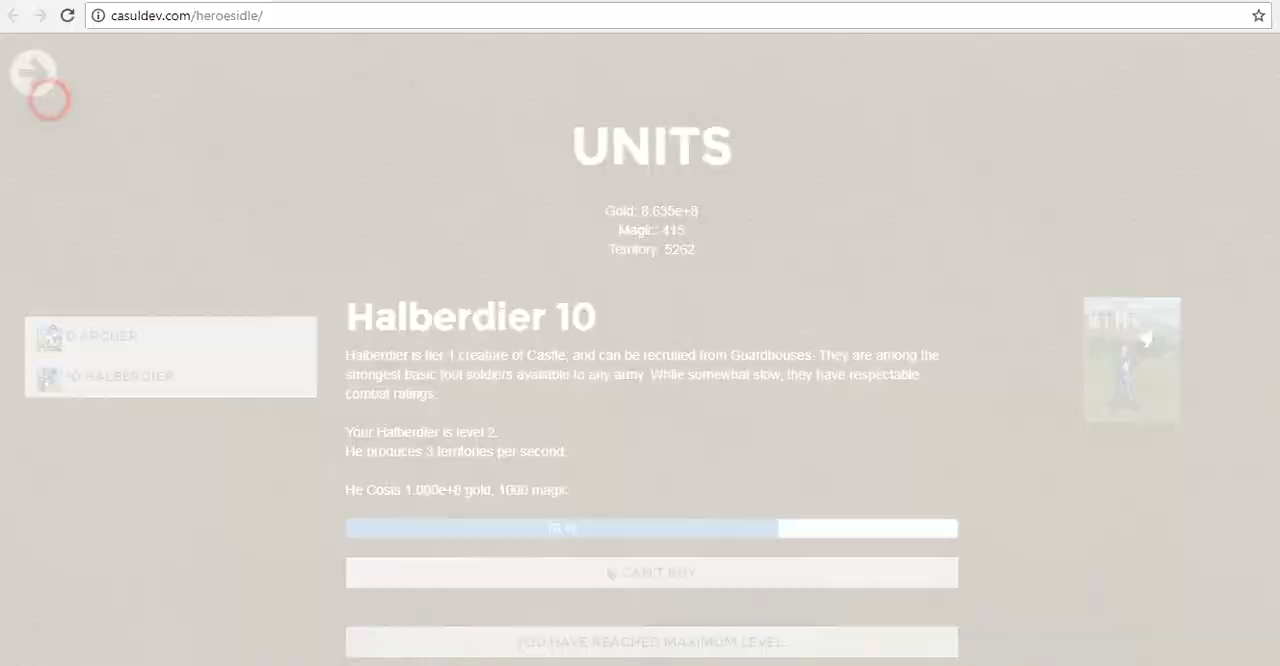 casuldev.com/heroesidle/
UNITS
Gold: 8.635e+8
Magic: 415
Territory: 5262
0 ARCHER
10 HALBERDIER
Halberdier 10
Halberdier is tier 1 creature of Castle, and can be recruited from Guardhouses. They are among the
strongest basic foot soldiers available to any army. While somewhat slow, they have respectable
combat ratings.
Your Halberdier is level 2.
He produces 3 territories per second.
He Costs 1.000e+8 gold, 1000 magic.
CAN'T BUY
YOU HAVE REACHED MAXIMUM LEVEL